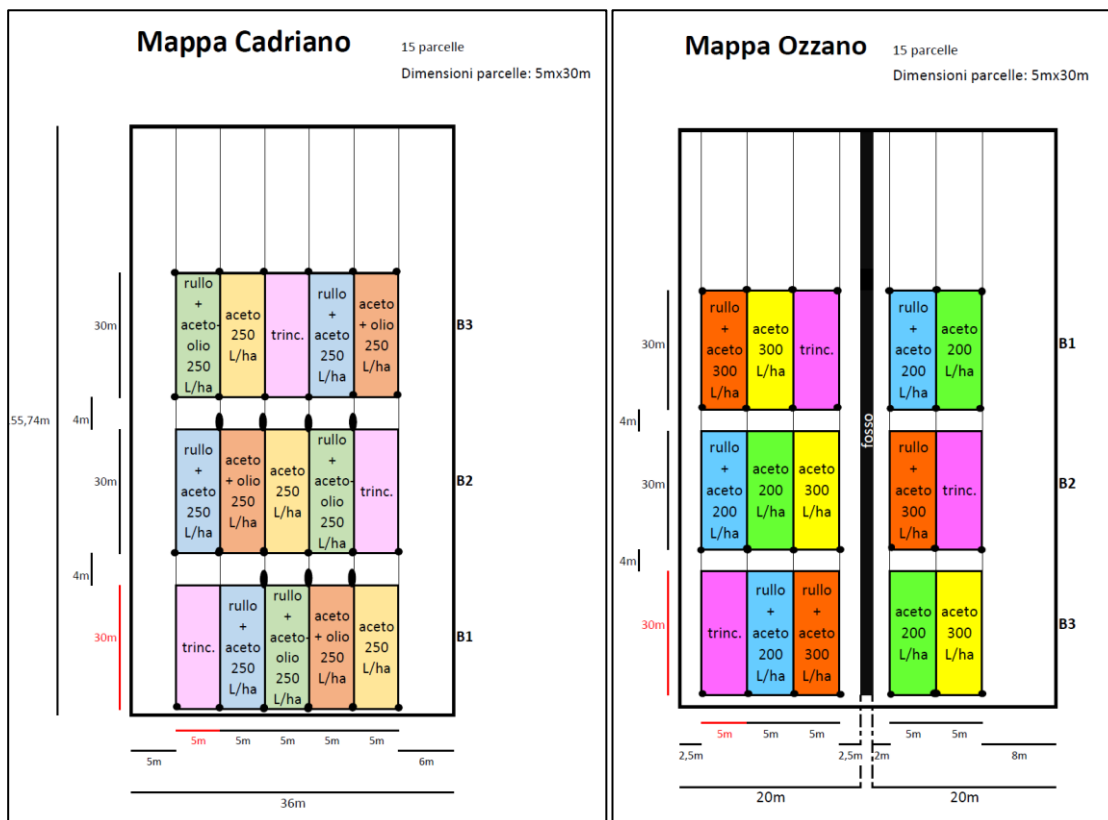 Mappa Cadriano
15 parcelle
Dimensioni parcelle: 5mx30m
rullo
+
aceto-
olio
250
L/ha
aceto
250
L/ha
trinc.
rullo
+
aceto
250
L/ha
aceto
+ olio
250
L/ha
B3
30m
4m
55,74m
rullo
+
aceto
250
L/ha
aceto
+ olio
250
L/ha
aceto
250
L/ha
rullo
+
aceto-
olio
250
L/ha
trinc.
B2
30m
4m
trinc.
rullo
+
aceto
250
L/ha
rullo
+
aceto-
olio
250
L/ha
aceto
+ olio
250
L/ha
aceto
250
L/ha
B1
30m
5m
5m
5m
5m
5m
5m
6m
36m
Mappa Ozzano
15 parcelle
Dimensioni parcelle: 5mx30m
rullo
+
aceto
300
L/ha
aceto
300
L/ha
trinc.
rullo
+
aceto
200
L/ha
aceto
200
L/ha
B1
30m
4m
fosso
rullo
+
aceto
200
L/ha
aceto
200
L/ha
aceto
300
L/ha
rullo
+
aceto
300
L/ha
trinc.
B2
30m
4m
trinc.
rullo
+
aceto
200
L/ha
rullo
+
aceto
300
L/ha
aceto
200
L/ha
aceto
300
L/ha
B3
30m
5m
5m
5m
5m
5m
2,5m
2,5m
2m
8m
20m
20m